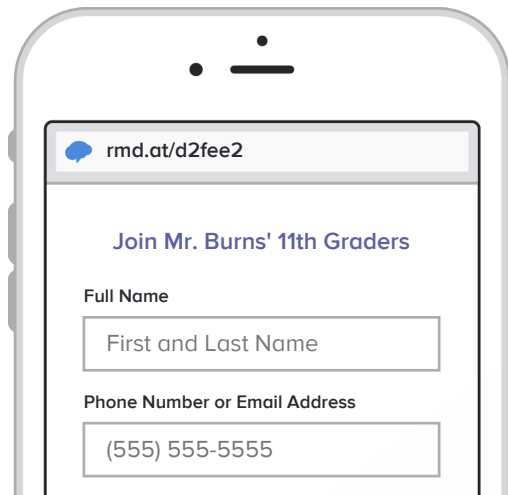 rmd.at/d2fee2
Join Mr. Burns' 11th Graders
Full Name
First and Last Name
Phone Number or Email Address
(555) 555-5555